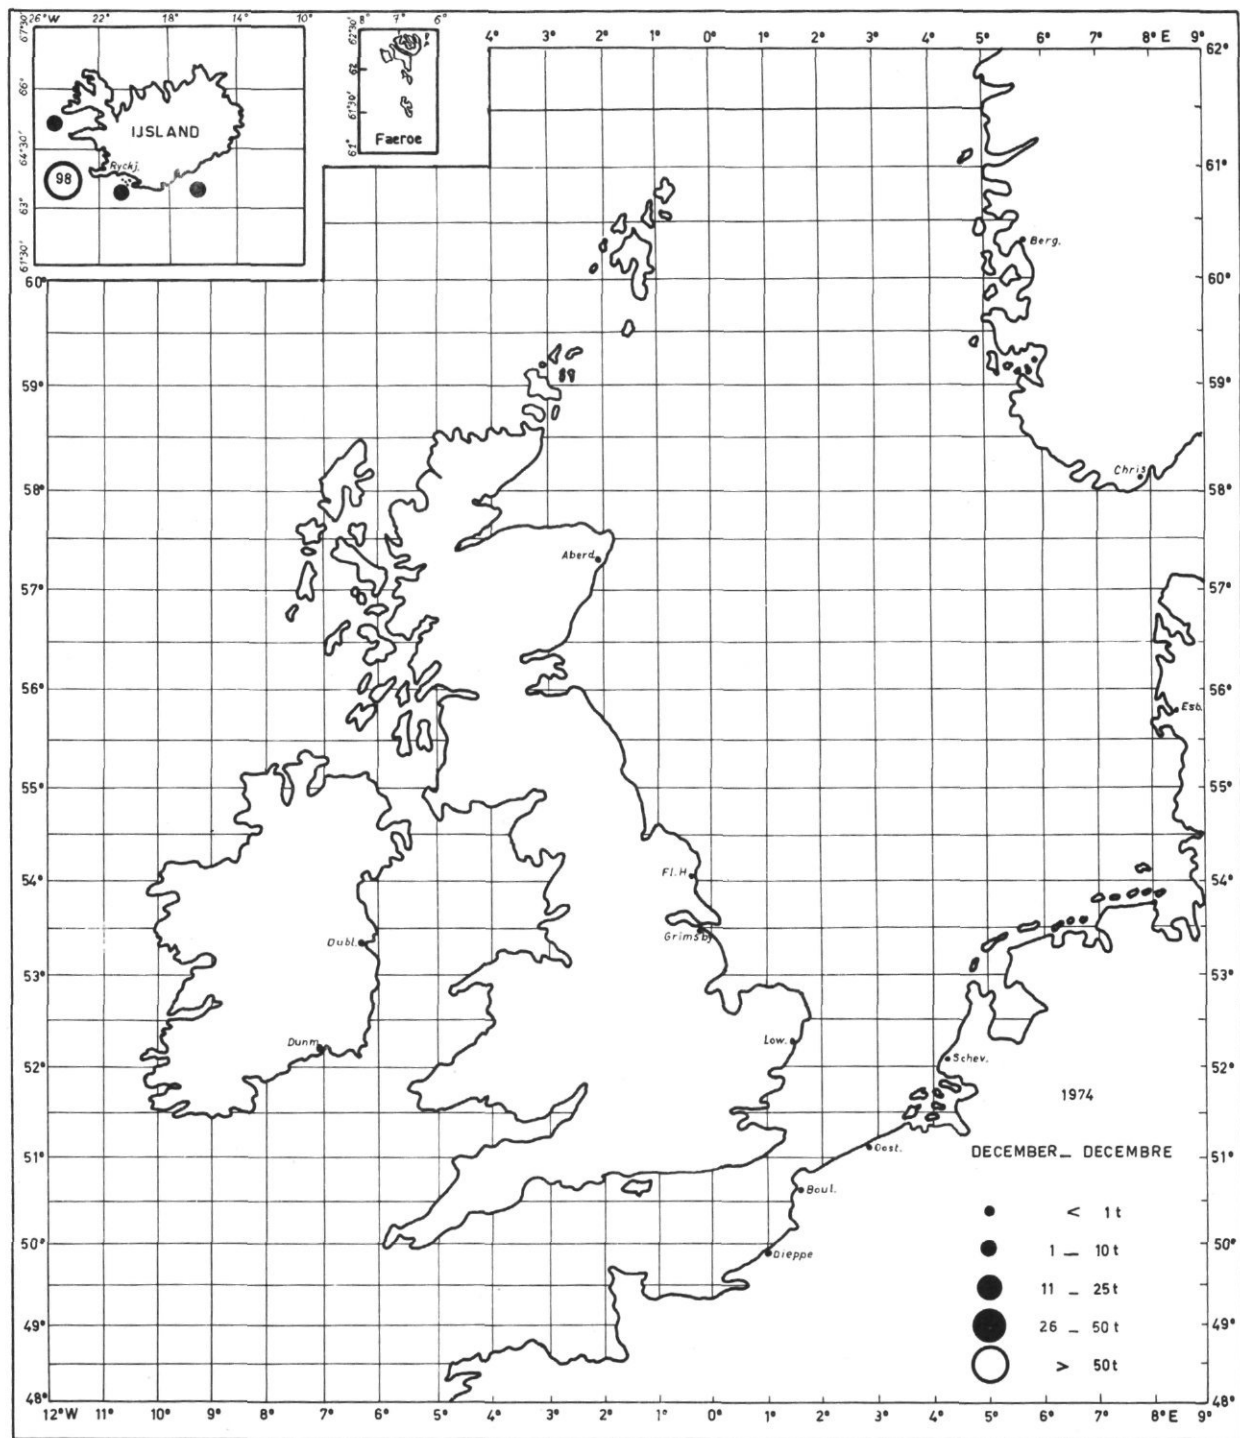 26°W 22° 18° 14° 10°
67°30'
66°
64°30'
63°
61°30'
IJSLAND
Ryckj.
98
8° 7° 6°
62°30'
62°
61°30'
61°
Faeroe
4° 3° 2° 1° 0° 1° 2° 3° 4° 5° 6° 7° 8° E 9°
62°
61°
60° 60°
59° 59°
58° 58°
57° 57°
56° 56°
55° 55°
54° 54°
53° 53°
52° 52°
51° 51°
50° 50°
49° 49°
48° 48°
Berg.
Chris
Aberd.
Esb.
Fl.H
Grimsby
Dubl.
Dunm
Low.
Schev.
Oost.
Boul.
Dieppe
1974
DECEMBER _ DECEMBRE
< 1 t
1 _ 10 t
11 _ 25 t
26 _ 50 t
> 50 t
12°W 11° 10° 9° 8° 7° 6° 5° 4° 3° 2° 1° 0° 1° 2° 3° 4° 5° 6° 7° 8° E 9°